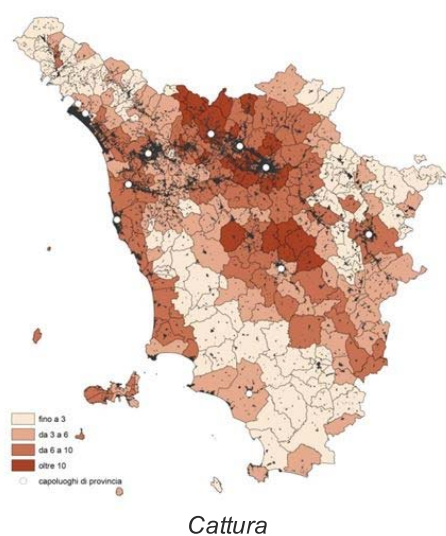 fino a 3
da 3 a 6
da 6 a 10
oltre 10
capoluoghi di provincia
Cattura